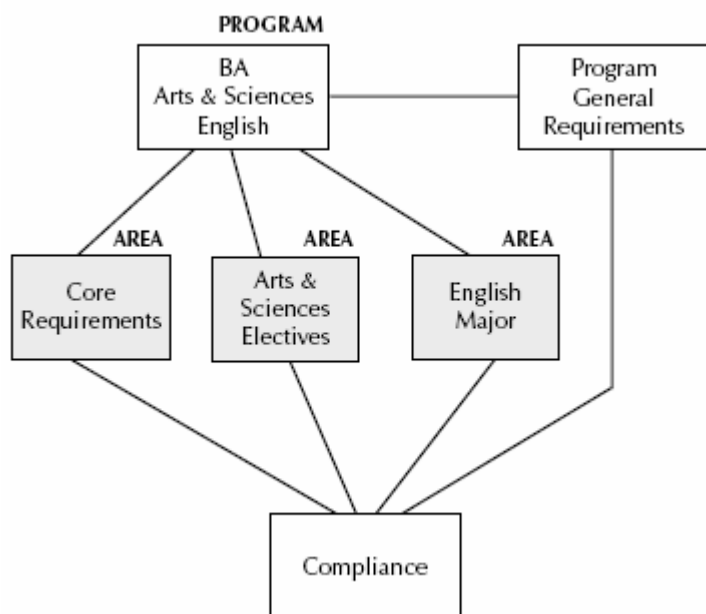 PROGRAM
BA
Arts & Sciences
English
Program
General
Requirements
AREA
Core
Requirements
AREA
Arts &
Sciences
Electives
AREA
English
Major
Compliance